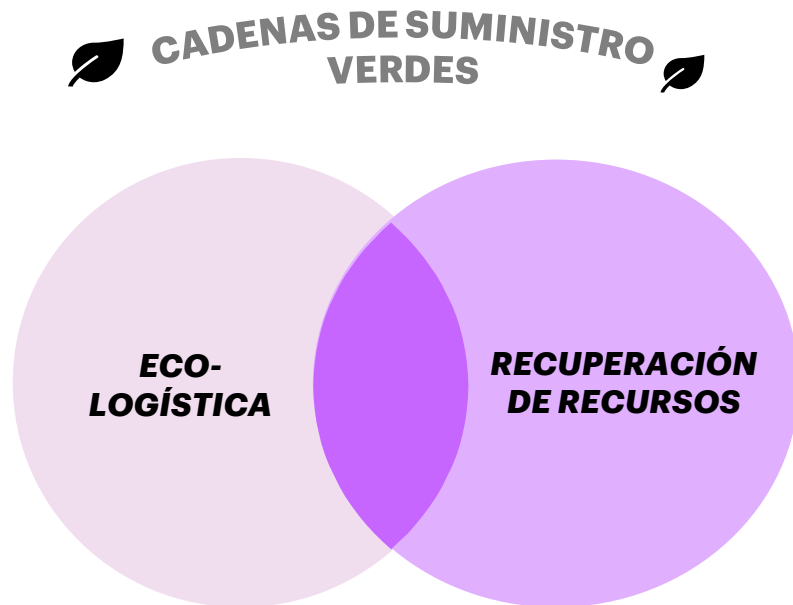 CADENAS DE SUMINISTRO
VERDES
ECO-
LOGÍSTICA
RECUPERACIÓN
DE RECURSOS